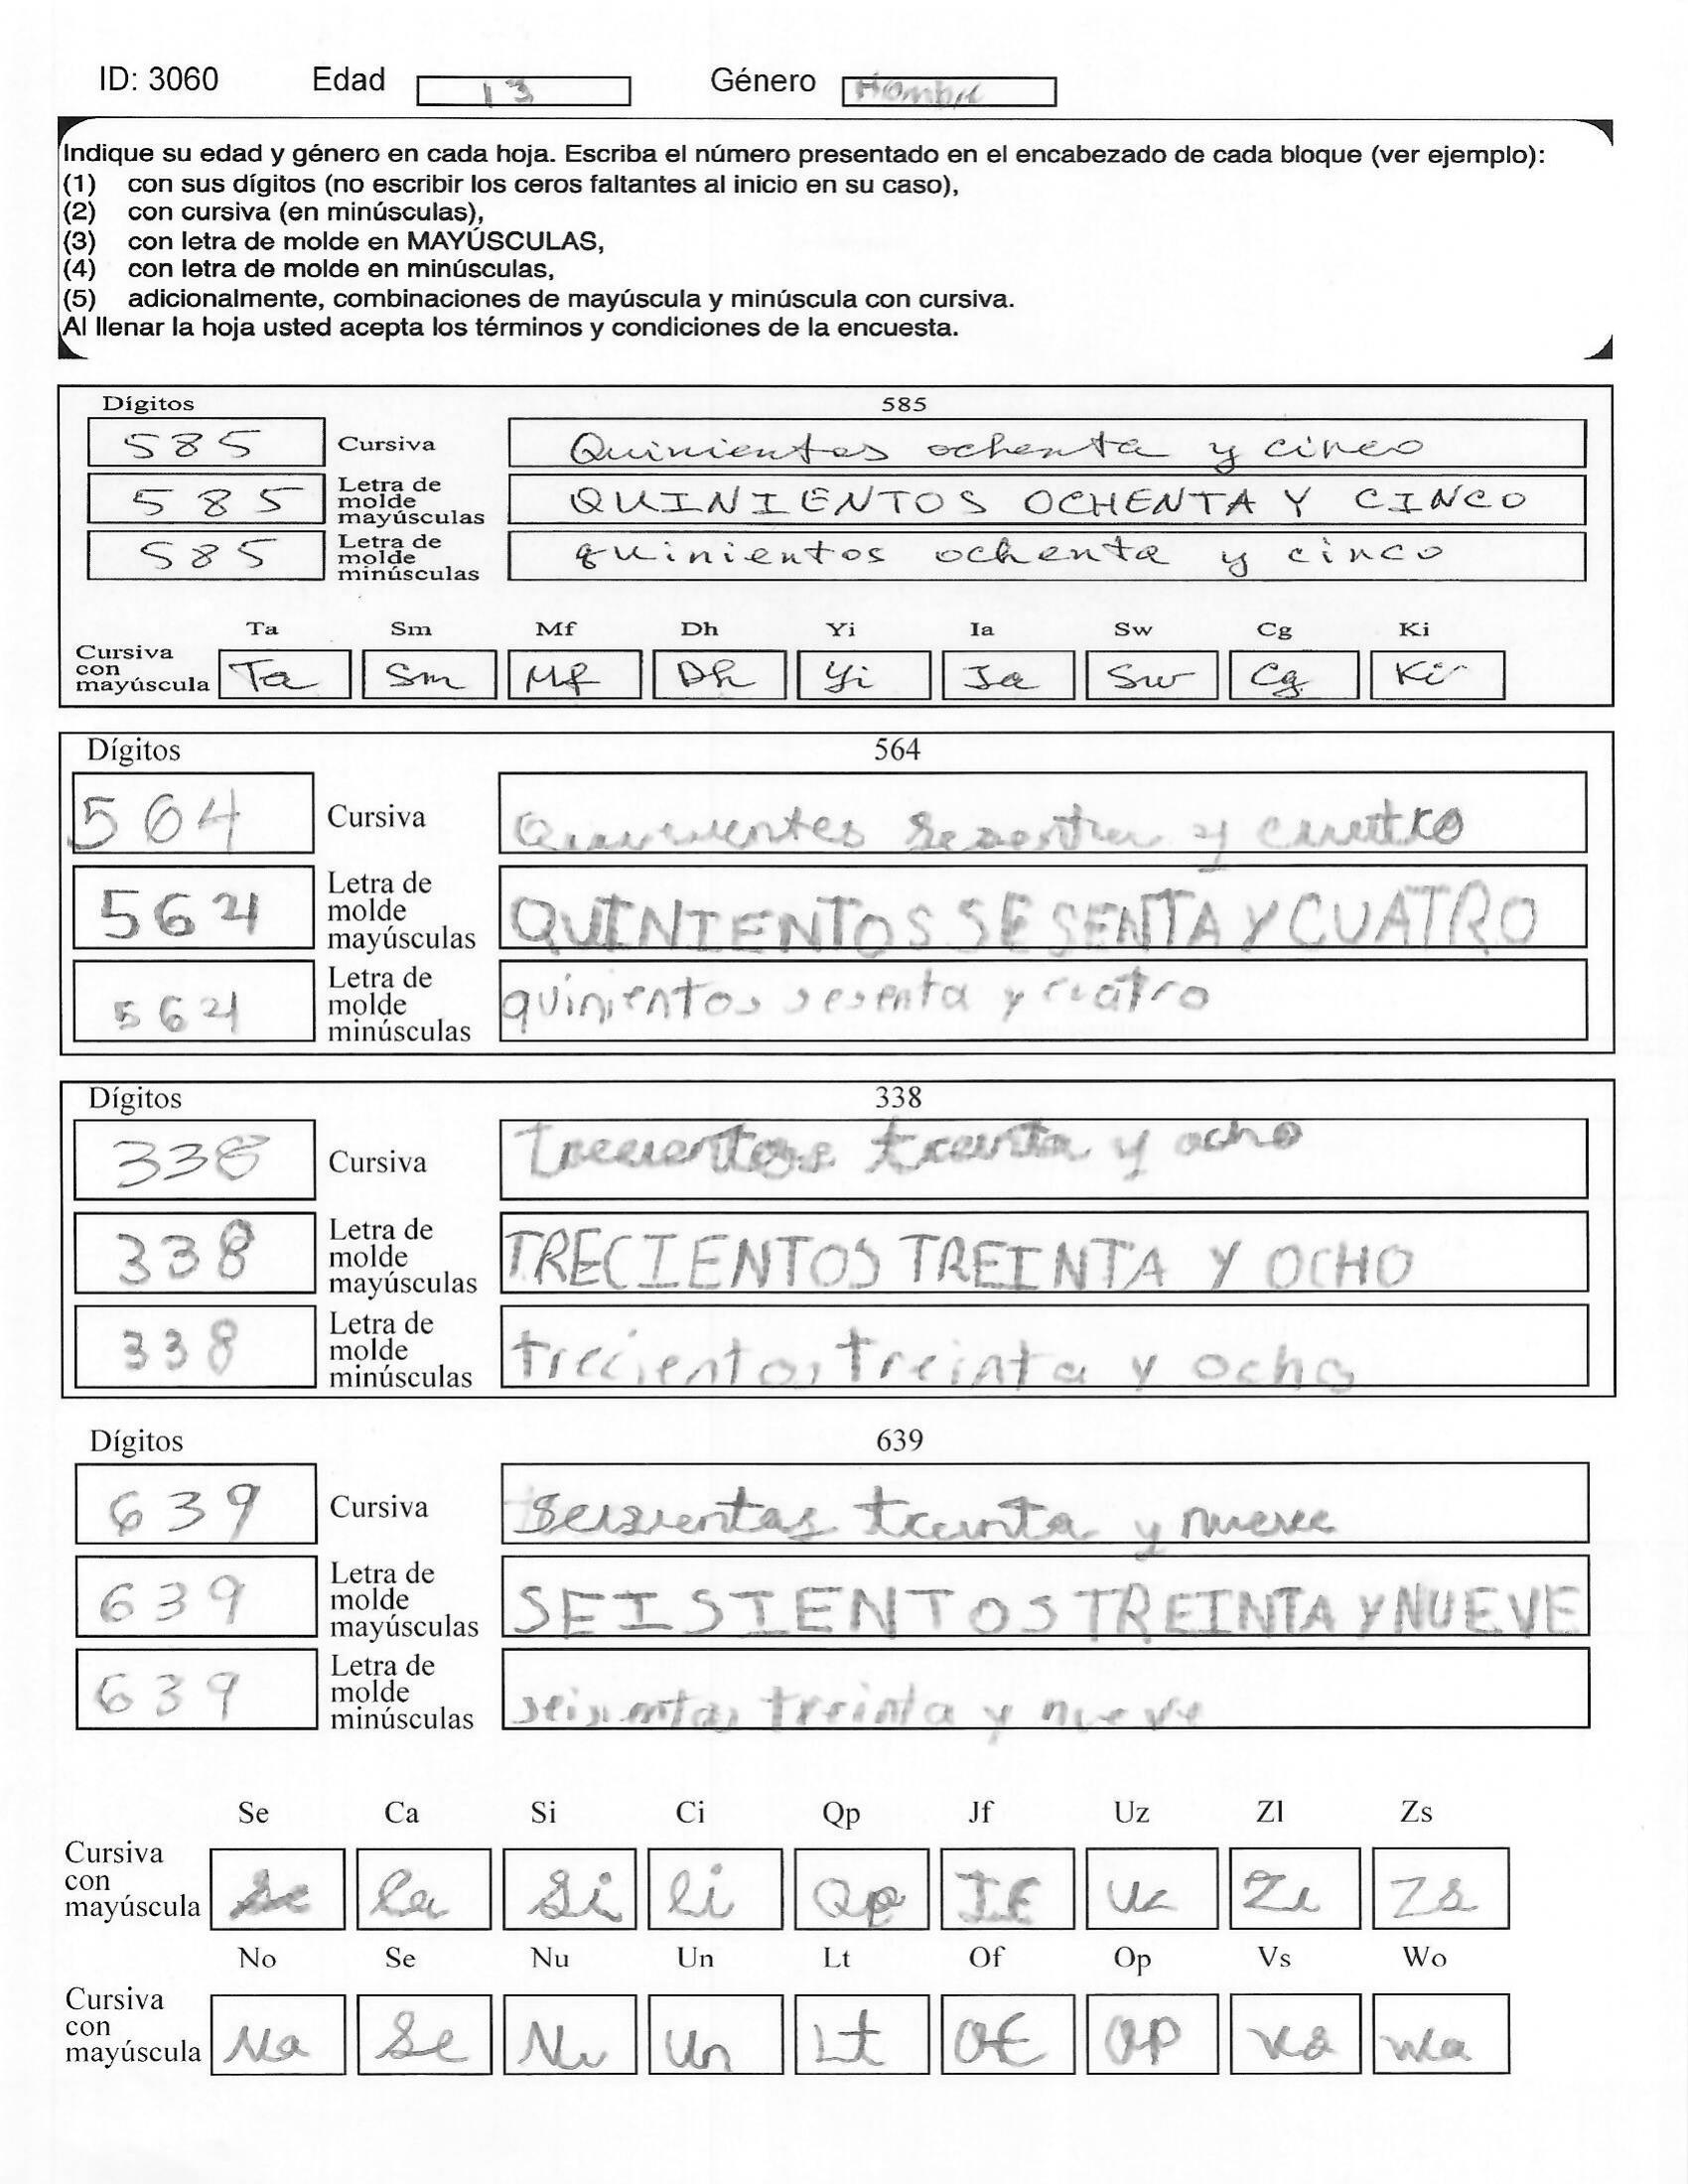 ID: 3060 Edad 13 Género Hombre
Indique su edad y género en cada hoja. Escriba el número presentado en el encabezado de cada bloque (ver ejemplo):
(1) con sus dígitos (no escribir los ceros faltantes al inicio en su caso),
(2) con cursiva (en minúsculas),
(3) con letra de molde en MAYÚSCULAS,
(4) con letra de molde en minúsculas,
(5) adicionalmente, combinaciones de mayúscula y minúscula con cursiva.
Al llenar la hoja usted acepta los términos y condiciones de la encuesta.
Dígitos 585
585 Cursiva Quinientos ochenta y cinco
585 Letra de molde mayúsculas QUINIENTOS OCHENTA Y CINCO
585 Letra de molde minúsculas quinientos ochenta y cinco
Ta Sm Mf Dh Yi Ia Sw Cg Ki
Cursiva con mayúscula Ta Sm Mf Dh Yi Ia Sw Cg Ki
Dígitos 564
564 Cursiva y cuatro
564 Letra de molde mayúsculas QUINIENTOS SESENTA Y CUATRO
564 Letra de molde minúsculas quinientos sesenta y cuatro
Dígitos 338
338 Cursiva treinta y ocho
338 Letra de molde mayúsculas TRECIENTOS TREINTA Y OCHO
338 Letra de molde minúsculas trecientos treinta y ocho
Dígitos 639
639 Cursiva seisientos treinta y nueve
639 Letra de molde mayúsculas SEISIENTOS TREINTA Y NUEVE
639 Letra de molde minúsculas treinta y nueve
Se Ca Si Ci Qp Jf Uz Zl Zs
Cursiva con mayúscula Se Ca Si Ci Qp Jf Uz Zl Zs
No Se Nu Un Lt Of Op Vs Wo
Cursiva con mayúscula No Se Nu Un Lt Of Op Vs Wo